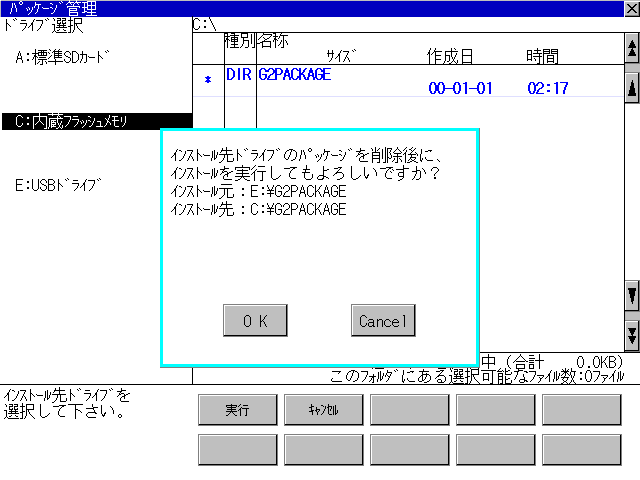 パッケージ管理
ドライブ選択
C:\
種別 名称
サイズ 作成日 時間
A:標準SDカード
* DIR G2PACKAGE
00-01-01 02:17
C:内蔵フラッシュメモリ
E:USBドライブ
インストール先ドライブのパッケージを削除後に、
インストールを実行してもよろしいですか?
インストール元:E:¥G2PACKAGE
インストール先:C:¥G2PACKAGE
OK Cancel
中(合計 0.0KB)
このフォルダにある選択可能なファイル数:0ファイル
インストール先ドライブを
選択して下さい。
実行 キャンセル